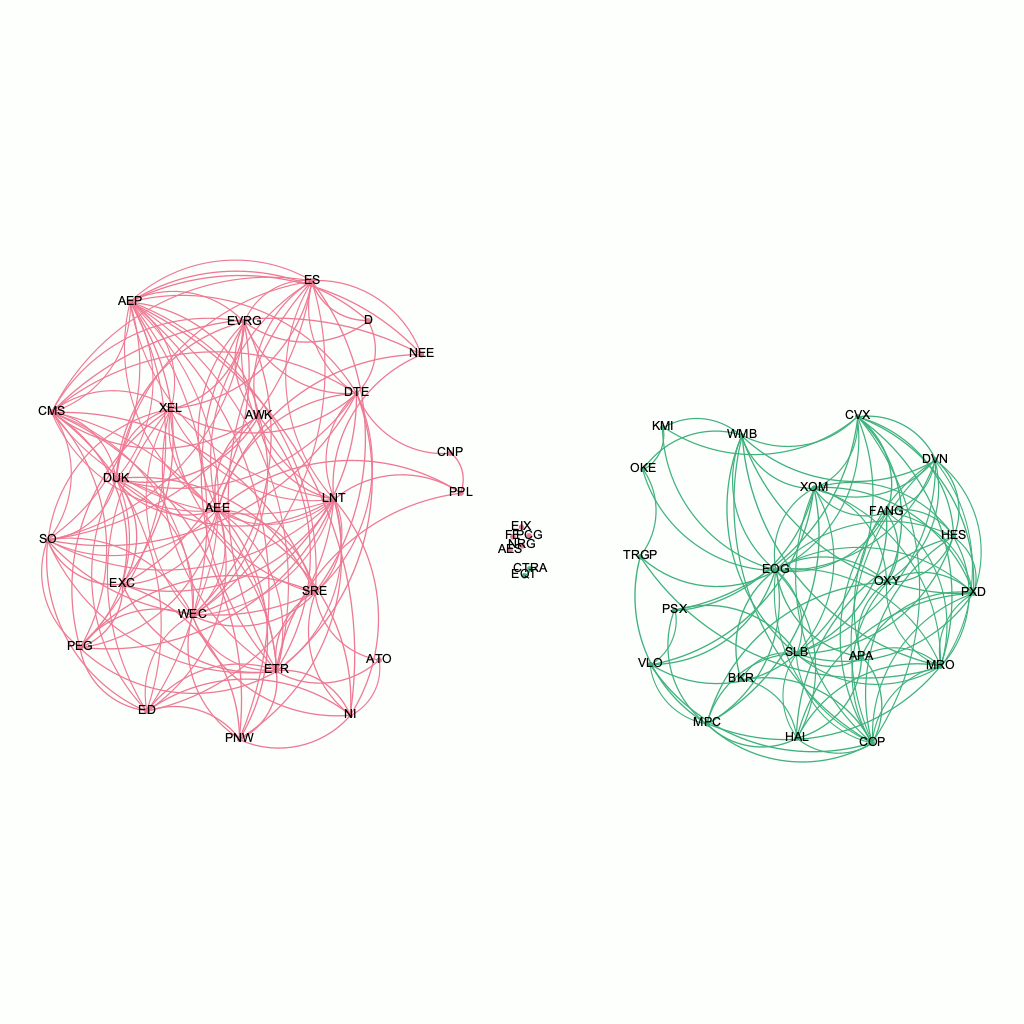 ES
AEP
EVRG
D
NEE
DTE
CMS
XEL
AWK
CNP
DUK
PPL
LNT
AEE
SO
EXC
SRE
WEC
PEG
ATO
ETR
ED
NI
PNW
EIX
PCG
NRG
AES
CTRA
EQT
CVX
KMI
WMB
DVN
OKE
XOM
FANG
HES
TRGP
EOG
OXY
PXD
PSX
SLB
APA
VLO
MRO
BKR
MPC
HAL
COP